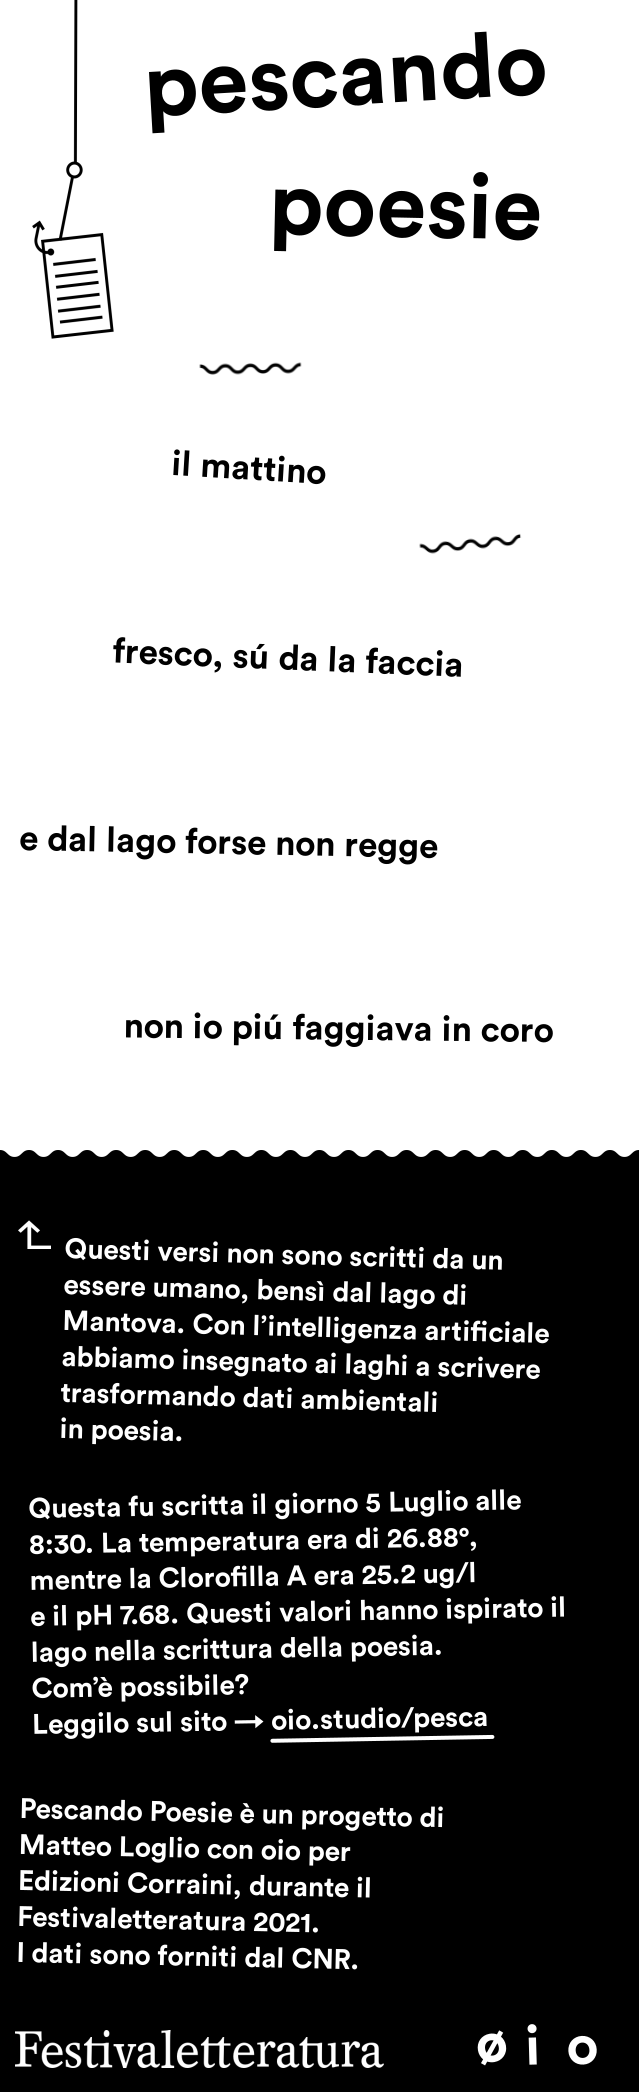 pescando
poesie
il mattino
fresco, sú da la faccia
e dal lago forse non regge
non io piú faggiava in coro
Questi versi non sono scritti da un
essere umano, bensì dal lago di
Mantova. Con l’intelligenza artificiale
abbiamo insegnato ai laghi a scrivere
trasformando dati ambientali
in poesia.
Questa fu scritta il giorno 5 Luglio alle
8:30. La temperatura era di 26.88°,
mentre la Clorofilla A era 25.2 ug/l
e il pH 7.68. Questi valori hanno ispirato il
lago nella scrittura della poesia.
Com’è possibile?
Leggilo sul sito → oio.studio/pesca
Pescando Poesie è un progetto di
Matteo Loglio con oio per
Edizioni Corraini, durante il
Festivaletteratura 2021.
I dati sono forniti dal CNR.
Festivaletteratura øio